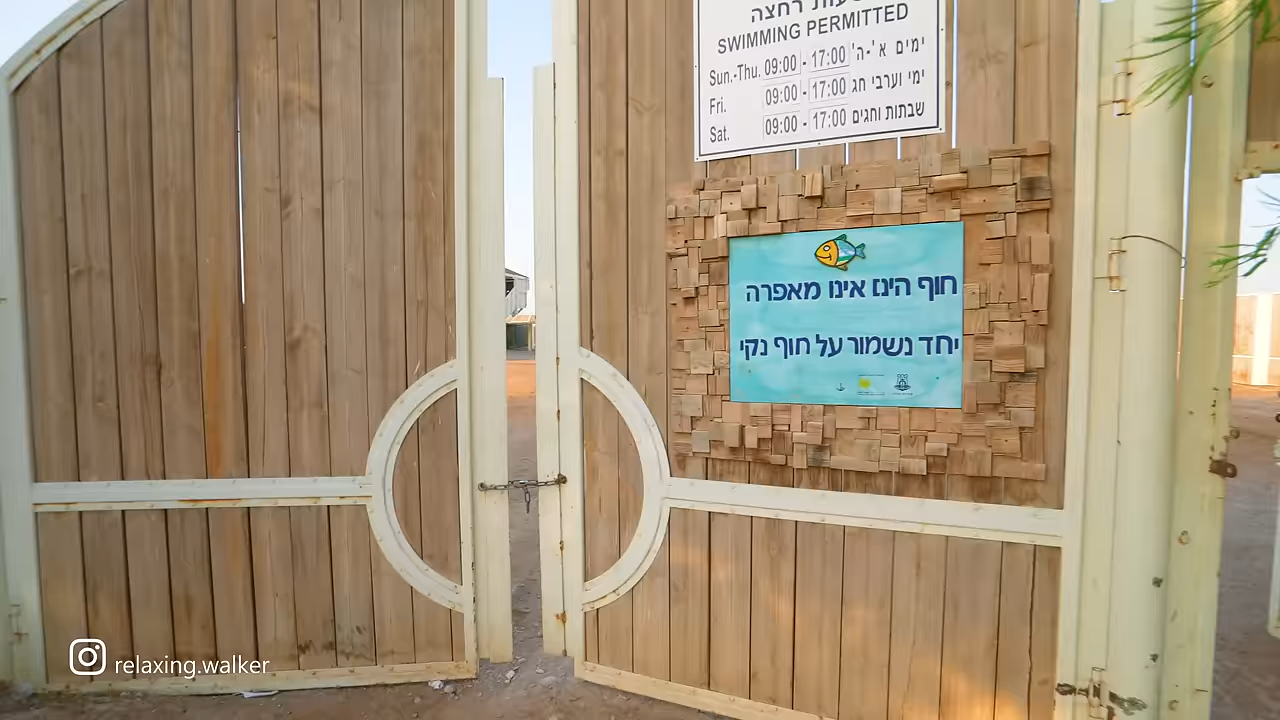 שעות רחצה
SWIMMING PERMITTED
Sun.-Thu. 09:00 - 17:00 ימים א'-ה'
Fri. 09:00 - 17:00 ימי וערבי חג
Sat. 09:00 - 17:00 שבתות וחגים
חוף הינו אינו מאפרה
יחד נשמור על חוף נקי
relaxing.walker